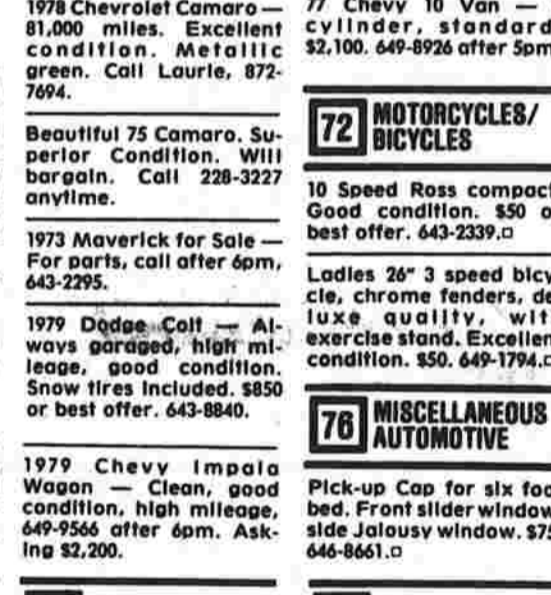 1978 Chevrolet Camaro —
81,000 miles. Excellent
condition. Metallic
green. Call Laurie, 872-
7694.
Beautiful 75 Camaro. Su-
perior Condition. Will
bargain. Call 228-3227
anytime.
1973 Maverick for Sale —
For parts, call after 6pm,
643-2295.
1979 Dodge Colt — Al-
ways garaged, high mi-
leage, good condition.
Snow tires included. $850
or best offer. 643-8840.
1979 Chevy Impala
Wagon — Clean, good
condition, high mileage,
649-9566 after 6pm. Ask-
ing $2,200.
77 Chevy 10 Van —
cylinder, standard
$2,100. 649-8926 after 5pm
72 MOTORCYCLES/
BICYCLES
10 Speed Ross compact
Good condition. $50 o
best offer. 643-2339.□
Ladies 26" 3 speed bicy
cle, chrome fenders, de
luxe quality, wit
exercise stand. Excellen
condition. $50. 649-1794.□
76 MISCELLANEOUS
AUTOMOTIVE
Pick-up Cap for six foo
bed. Front slider window
side Jalousy window. $75
646-8661.□